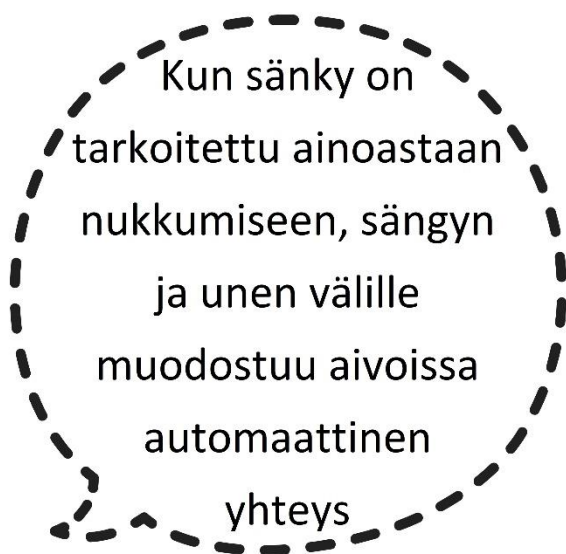 Kun sänky on
tarkoitettu ainoastaan
nukkumiseen, sängyn
ja unen välille
muodostuu aivoissa
automaattinen
yhteys